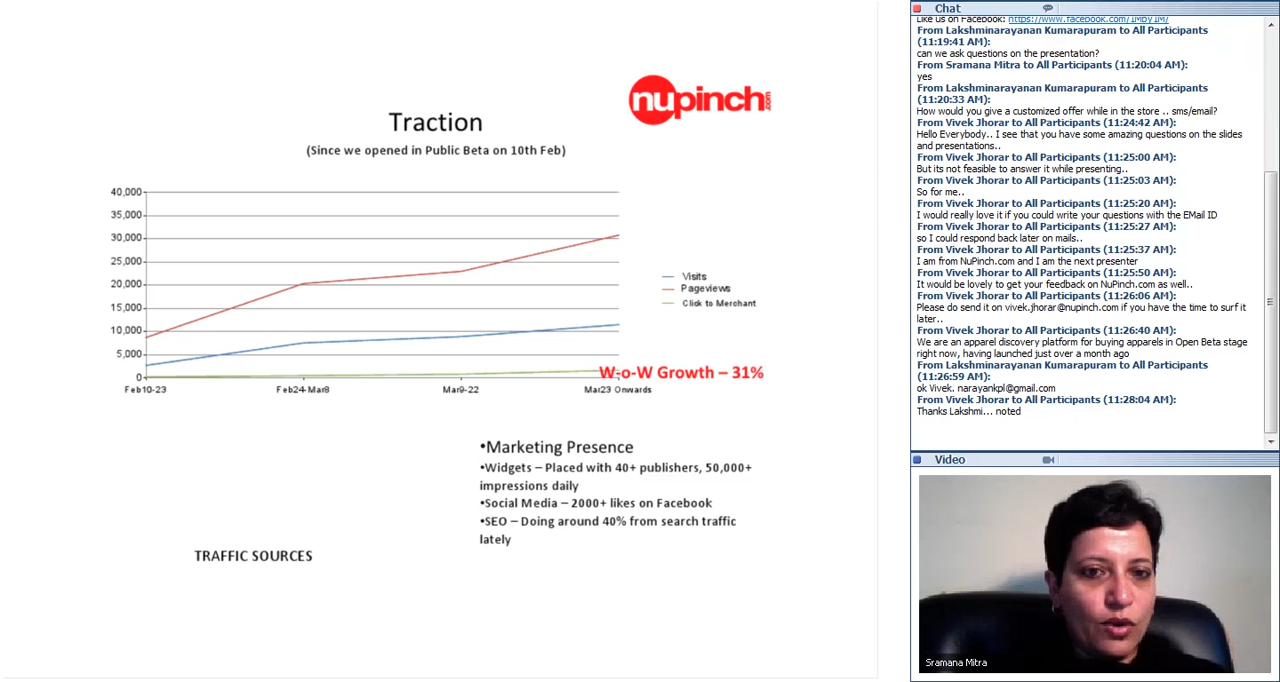 nupinch.com
Traction
(Since we opened in Public Beta on 10th Feb)
40,000
35,000
30,000
25,000
20,000
15,000
10,000
5,000
0
Feb10-23
Feb24-Mar8
Mar9-22
Mar23 Onwards
Visits
Pageviews
Click to Merchant
W-o-W Growth – 31%
•Marketing Presence
•Widgets – Placed with 40+ publishers, 50,000+
impressions daily
•Social Media – 2000+ likes on Facebook
•SEO – Doing around 40% from search traffic
lately
TRAFFIC SOURCES
Chat
Like us on Facebook: https://www.facebook.com/1Mby1M/
From Lakshminarayanan Kumarapuram to All Participants
(11:19:41 AM):
can we ask questions on the presentation?
From Sramana Mitra to All Participants (11:20:04 AM):
yes
From Lakshminarayanan Kumarapuram to All Participants
(11:20:33 AM):
How would you give a customized offer while in the store .. sms/email?
From Vivek Jhorar to All Participants (11:24:42 AM):
Hello Everybody.. I see that you have some amazing questions on the slides
and presentations..
From Vivek Jhorar to All Participants (11:25:00 AM):
But its not feasible to answer it while presenting..
From Vivek Jhorar to All Participants (11:25:03 AM):
So for me..
From Vivek Jhorar to All Participants (11:25:20 AM):
I would really love it if you could write your questions with the EMail ID
From Vivek Jhorar to All Participants (11:25:27 AM):
so I could respond back later on mails..
From Vivek Jhorar to All Participants (11:25:37 AM):
I am from NuPinch.com and I am the next presenter
From Vivek Jhorar to All Participants (11:25:50 AM):
It would be lovely to get your feedback on NuPinch.com as well..
From Vivek Jhorar to All Participants (11:26:06 AM):
Please do send it on vivek.jhorar@nupinch.com if you have the time to surf it
later..
From Vivek Jhorar to All Participants (11:26:40 AM):
We are an apparel discovery platform for buying apparels in Open Beta stage
right now, having launched just over a month ago
From Lakshminarayanan Kumarapuram to All Participants
(11:26:59 AM):
ok Vivek. narayankpl@gmail.com
From Vivek Jhorar to All Participants (11:28:04 AM):
Thanks Lakshmi... noted
Video
Sramana Mitra